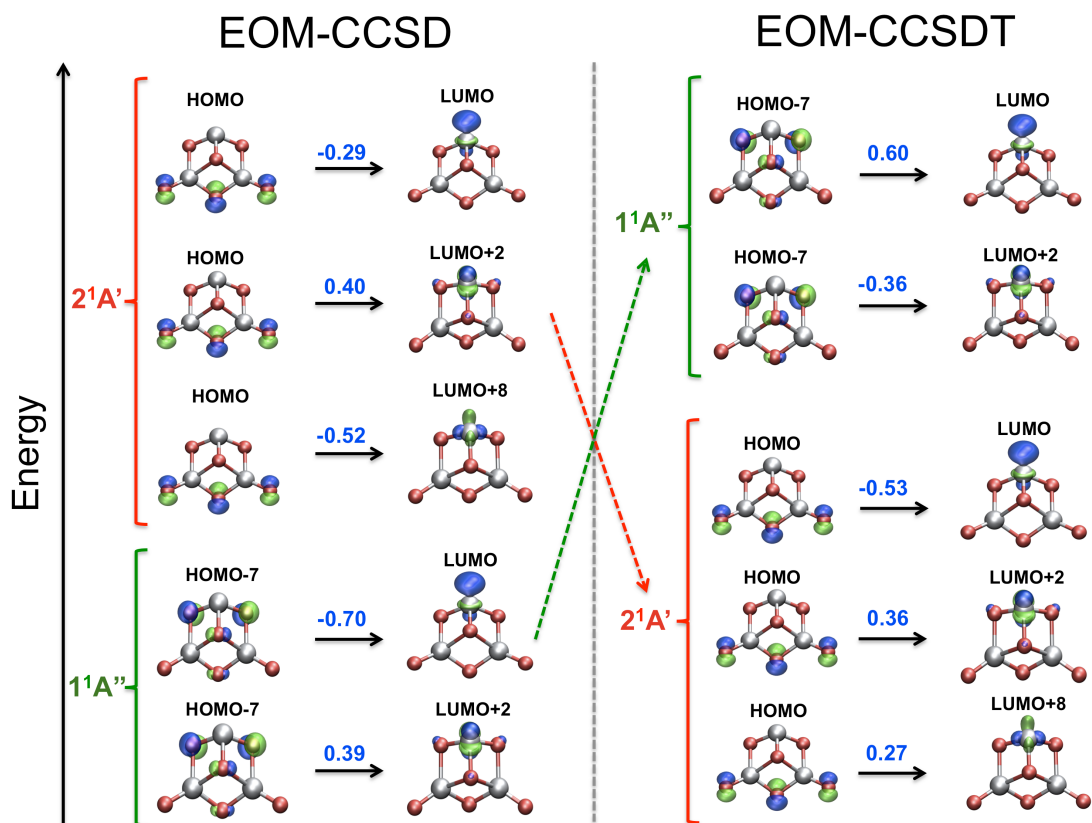 EOM-CCSD
EOM-CCSDT
Energy
2¹A’
HOMO
-0.29
LUMO
HOMO
0.40
LUMO+2
HOMO
-0.52
LUMO+8
1¹A’’
HOMO-7
-0.70
LUMO
HOMO-7
0.39
LUMO+2
1¹A’’
HOMO-7
0.60
LUMO
HOMO-7
-0.36
LUMO+2
2¹A’
HOMO
-0.53
LUMO
HOMO
0.36
LUMO+2
HOMO
0.27
LUMO+8